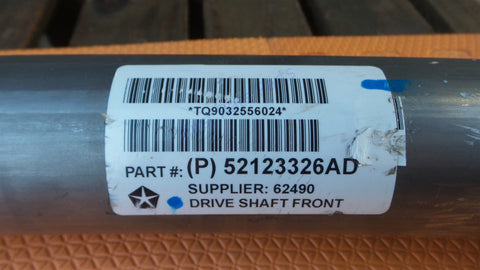 *TQ9032556024*
PART #: (P) 52123326AD
SUPPLIER: 62490
DRIVE SHAFT FRONT